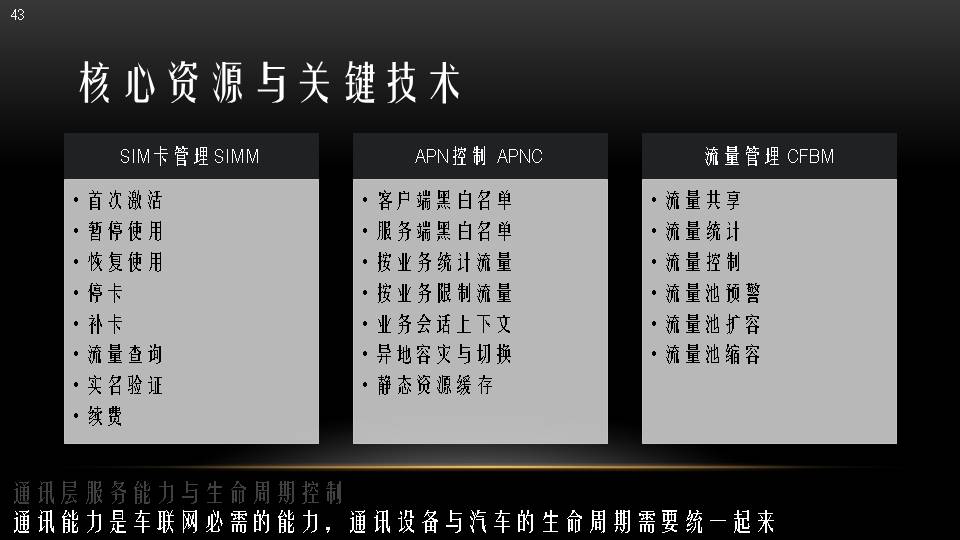 43
核心资源与关键技术
SIM卡管理 SIMM
• 首次激活
• 暂停使用
• 恢复使用
• 停卡
• 补卡
• 流量查询
• 实名验证
• 续费
APN控制 APNC
• 客户端黑白名单
• 服务端黑白名单
• 按业务统计流量
• 按业务限制流量
• 业务会话上下文
• 异地容灾与切换
• 静态资源缓存
流量管理 CFBM
• 流量共享
• 流量统计
• 流量控制
• 流量池预警
• 流量池扩容
• 流量池缩容
通讯层服务能力与生命周期控制
通讯能力是车联网必需的能力，通讯设备与汽车的生命周期需要统一起来